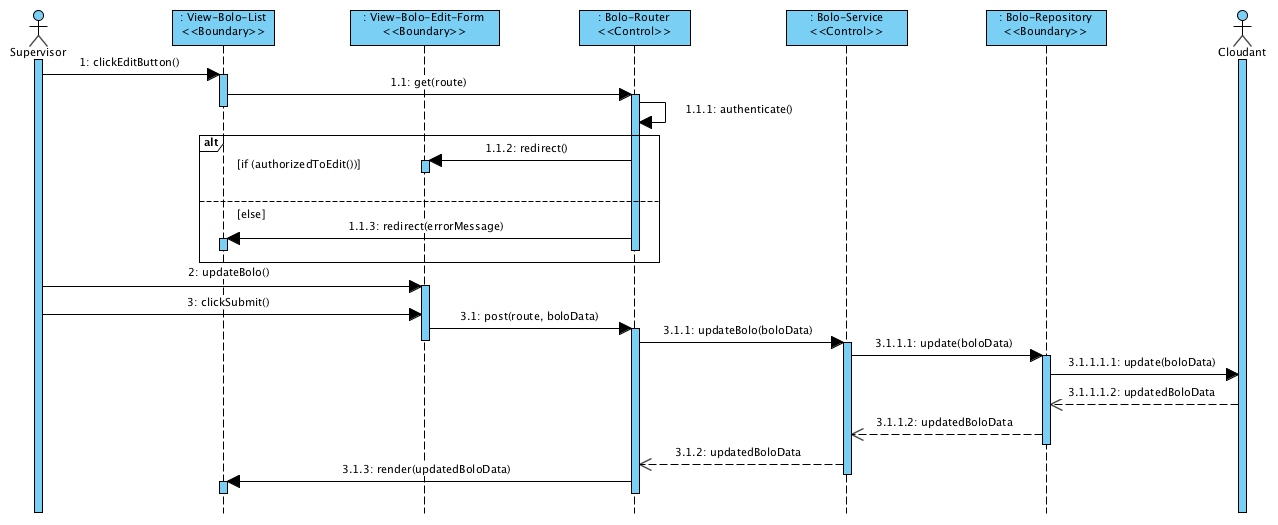 : View-Bolo-List
<<Boundary>>
: View-Bolo-Edit-Form
<<Boundary>>
: Bolo-Router
<<Control>>
: Bolo-Service
<<Control>>
: Bolo-Repository
<<Boundary>>
Supervisor
Cloudant
1: clickEditButton()
1.1: get(route)
1.1.1: authenticate()
alt
1.1.2: redirect()
[if (authorizedToEdit())]
[else]
1.1.3: redirect(errorMessage)
2: updateBolo()
3: clickSubmit()
3.1: post(route, boloData)
3.1.1: updateBolo(boloData)
3.1.1.1: update(boloData)
3.1.1.1.1: update(boloData)
3.1.1.1.2: updatedBoloData
3.1.1.2: updatedBoloData
3.1.2: updatedBoloData
3.1.3: render(updatedBoloData)